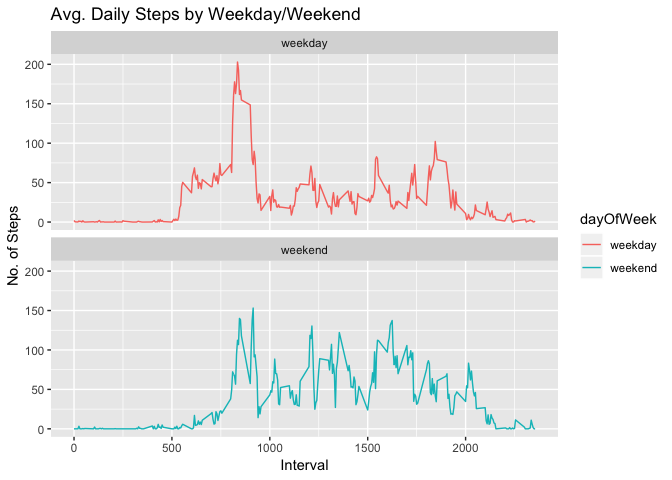 Avg. Daily Steps by Weekday/Weekend
weekday
200
150
100
50
0
weekend
200
150
100
50
0
0 500 1000 1500 2000
Interval
No. of Steps
dayOfWeek
weekday
weekend